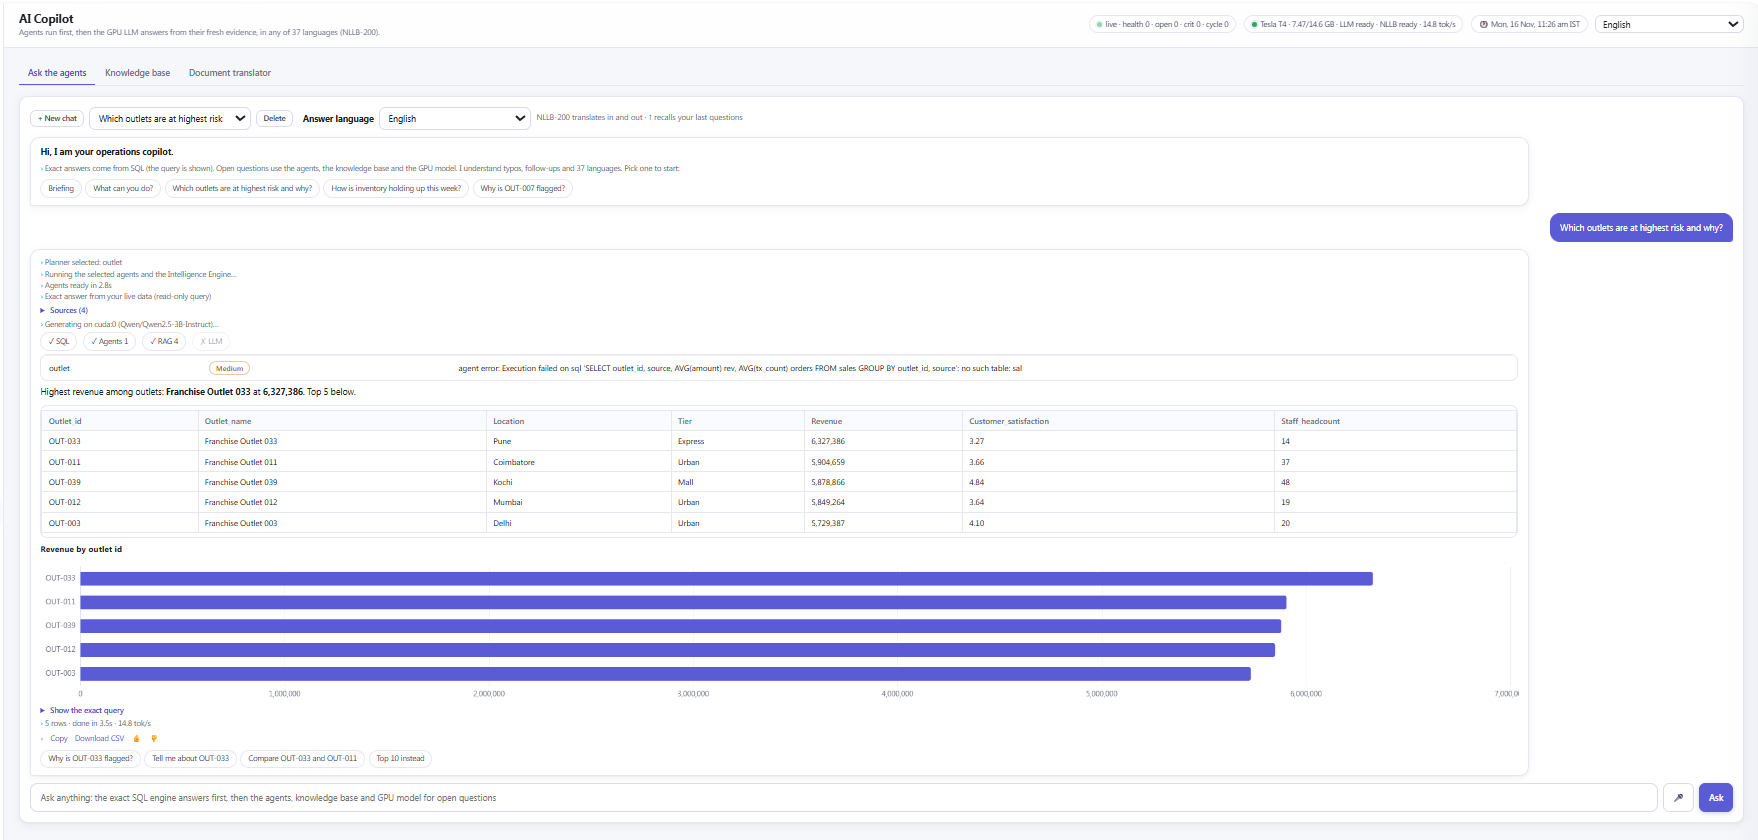 AI Copilot
Agents run first, then the GPU LLM answers from their fresh evidence, in any of 37 languages (NLLB-200).
live · health 0 · open 0 · crit 0 · cycle 0
Tesla T4 · 7.47/14.6 GB · LLM ready · NLLB ready · 14.8 tok/s
Mon, 16 Nov, 11:26 am IST
English
Ask the agents
Knowledge base
Document translator
+ New chat
Which outlets are at highest risk
Delete
Answer language
English
NLLB-200 translates in and out · ↑ recalls your last questions
Hi, I am your operations copilot.
› Exact answers come from SQL (the query is shown). Open questions use the agents, the knowledge base and the GPU model. I understand typos, follow-ups and 37 languages. Pick one to start:
Briefing
What can you do?
Which outlets are at highest risk and why?
How is inventory holding up this week?
Why is OUT-007 flagged?
Which outlets are at highest risk and why?
› Planner selected: outlet
› Running the selected agents and the Intelligence Engine...
› Agents ready in 2.8s
› Exact answer from your live data (read-only query)
▶ Sources (4)
› Generating on cuda:0 (Qwen/Qwen2.5-3B-Instruct)...
✓ SQL
✓ Agents 1
✓ RAG 4
✗ LLM
outlet
Medium
agent error: Execution failed on sql 'SELECT outlet_id, source, AVG(amount) rev, AVG(tx_count) orders FROM sales GROUP BY outlet_id, source': no such table: sal
Highest revenue among outlets: Franchise Outlet 033 at 6,327,386. Top 5 below.
Outlet_id Outlet_name Location Tier Revenue Customer_satisfaction Staff_headcount
OUT-033 Franchise Outlet 033 Pune Express 6,327,386 3.27 14
OUT-011 Franchise Outlet 011 Coimbatore Urban 5,904,659 3.66 37
OUT-039 Franchise Outlet 039 Kochi Mall 5,878,866 4.84 48
OUT-012 Franchise Outlet 012 Mumbai Urban 5,849,264 3.64 19
OUT-003 Franchise Outlet 003 Delhi Urban 5,729,387 4.10 20
Revenue by outlet id
OUT-033
OUT-011
OUT-039
OUT-012
OUT-003
0 1,000,000 2,000,000 3,000,000 4,000,000 5,000,000 6,000,000 7,000,0
▶ Show the exact query
› 5 rows · done in 3.5s · 14.8 tok/s
› Copy Download CSV 👍 👎
Why is OUT-033 flagged?
Tell me about OUT-033
Compare OUT-033 and OUT-011
Top 10 instead
Ask anything: the exact SQL engine answers first, then the agents, knowledge base and GPU model for open questions
Ask